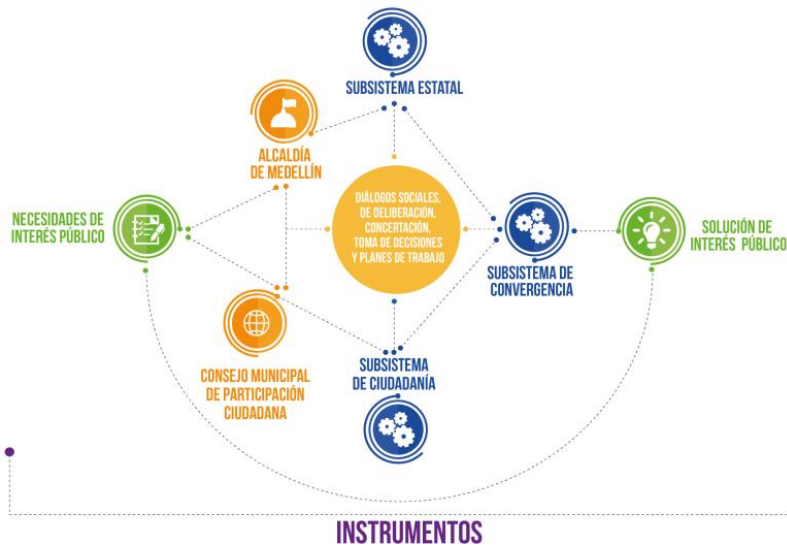 SUBSISTEMA ESTATAL
ALCALDÍA
DE MEDELLÍN
NECESIDADES DE
INTERÉS PÚBLICO
DIÁLOGOS SOCIALES,
DE DELIBERACIÓN,
CONCERTACIÓN,
TOMA DE DECISIONES
Y PLANES DE TRABAJO
SOLUCIÓN DE
INTERÉS PÚBLICO
SUBSISTEMA DE
CONVERGENCIA
CONSEJO MUNICIPAL
DE PARTICIPACIÓN
CIUDADANA
SUBSISTEMA
DE CIUDADANÍA
INSTRUMENTOS